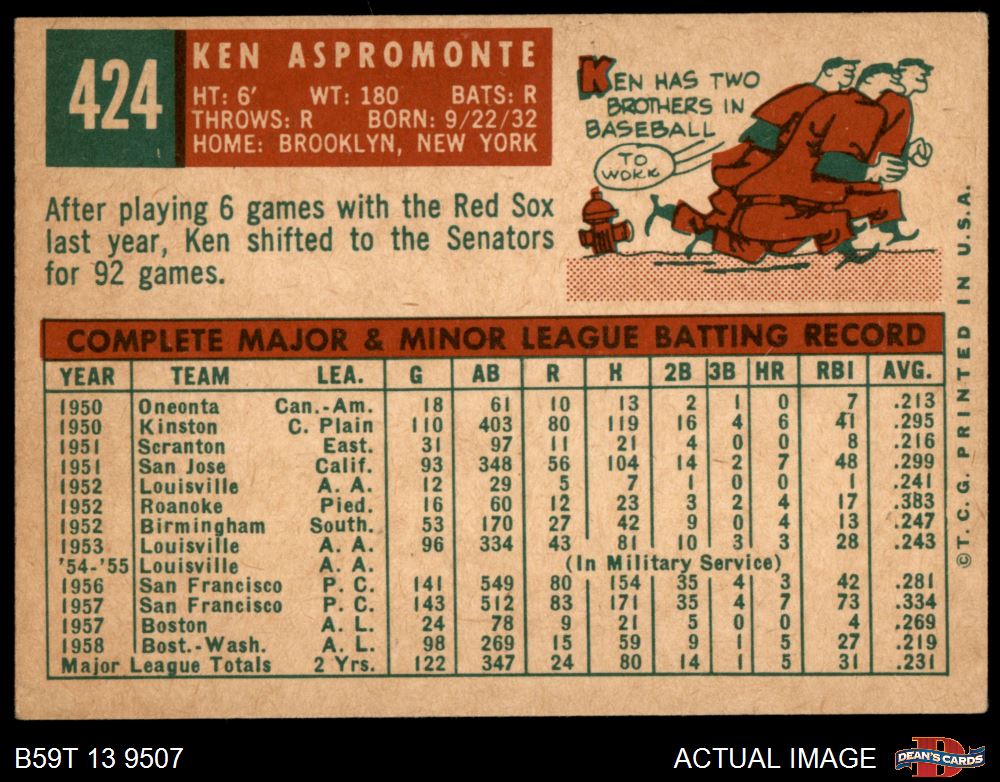 424
KEN ASPROMONTE
HT: 6' WT: 180 BATS: R
THROWS: R BORN: 9/22/32
HOME: BROOKLYN, NEW YORK
KEN HAS TWO
BROTHERS IN
BASEBALL
TO
WORK
After playing 6 games with the Red Sox
last year, Ken shifted to the Senators
for 92 games.
COMPLETE MAJOR & MINOR LEAGUE BATTING RECORD
YEAR TEAM LEA. G AB R H 2B 3B HR RBI AVG.
1950 Oneonta Can.-Am. 18 61 10 13 2 1 0 7 .213
1950 Kinston C. Plain 110 403 80 119 16 4 6 41 .295
1951 Scranton East. 31 97 11 21 4 0 0 8 .216
1951 San Jose Calif. 93 348 56 104 14 2 7 48 .299
1952 Louisville A. A. 12 29 5 7 1 0 0 1 .241
1952 Roanoke Pied. 16 60 12 23 3 2 4 17 .383
1952 Birmingham South. 53 170 27 42 9 0 4 13 .247
1953 Louisville A. A. 96 334 43 81 10 3 3 28 .243
'54-'55 Louisville A. A. (In Military Service)
1956 San Francisco P. C. 141 549 80 154 35 4 3 42 .281
1957 San Francisco P. C. 143 512 83 171 35 4 7 73 .334
1957 Boston A. L. 24 78 9 21 5 0 0 4 .269
1958 Bost.-Wash. A. L. 98 269 15 59 9 1 5 27 .219
Major League Totals 2 Yrs. 122 347 24 80 14 1 5 31 .231
©T. C. G. PRINTED IN U.S.A.
B59T 13 9507
ACTUAL IMAGE
D
DEAN'S CARDS